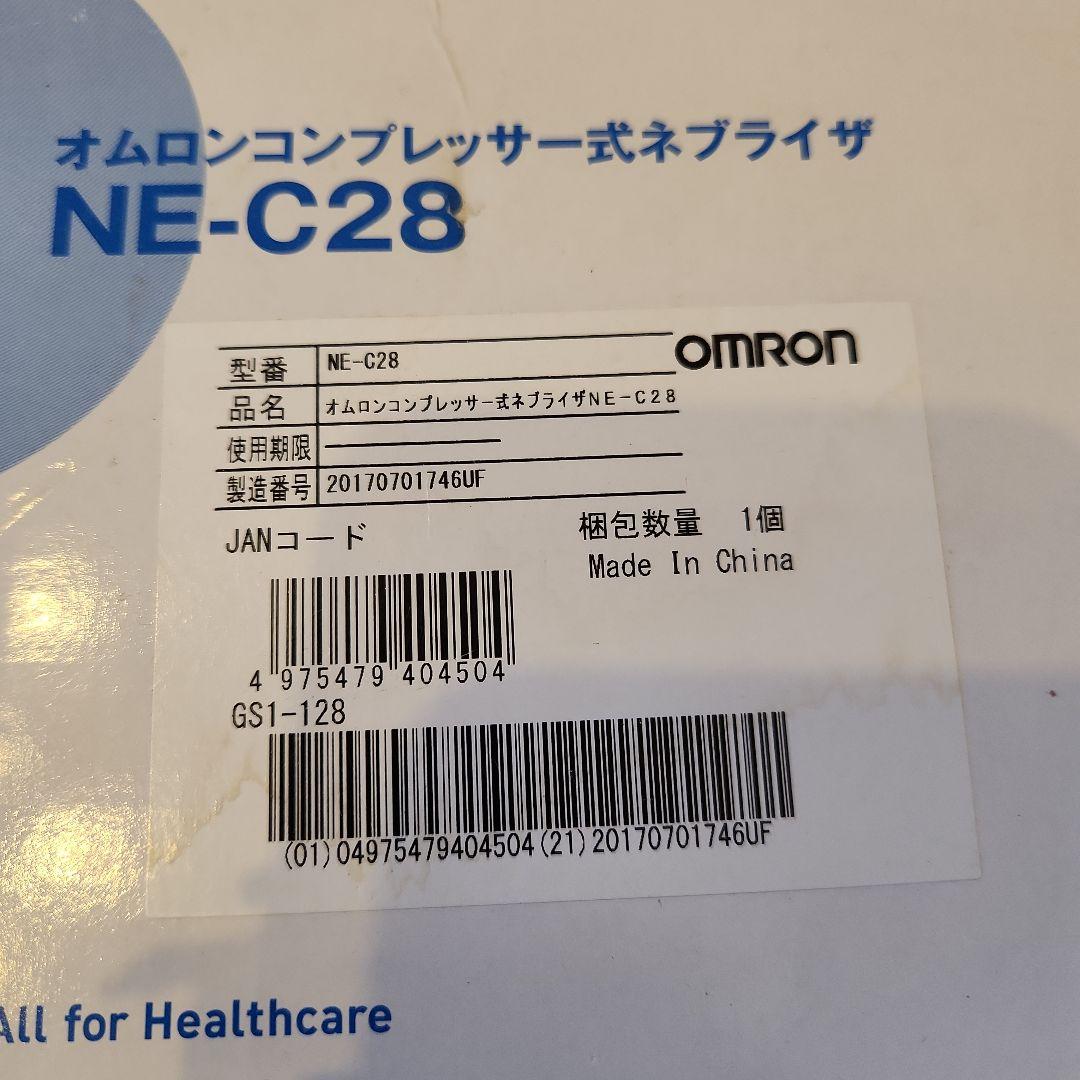 オムロンコンプレッサー式ネブライザ
NE-C28
OMRON
型番 NE-C28
品名 オムロンコンプレッサー式ネブライザNE-C28
使用期限 ―
製造番号 20170701746UF
JANコード
梱包数量 1個
Made In China
4 975479 404504
GS1-128
(01)04975479404504(21)20170701746UF
All for Healthcare